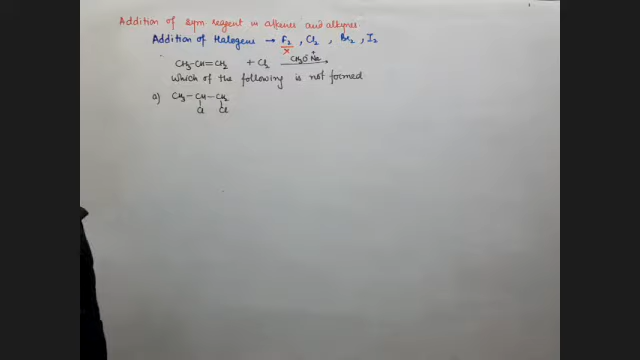 Addition of sym reagent in alkenes and alkynes
Addition of Halogens → F2, Cl2, Br2, I2
x
CH3-CH=CH2 + Cl2 CH3O⁻ Na⁺ →
Which of the following is not formed
a) CH3-CH-CH2
Cl Cl